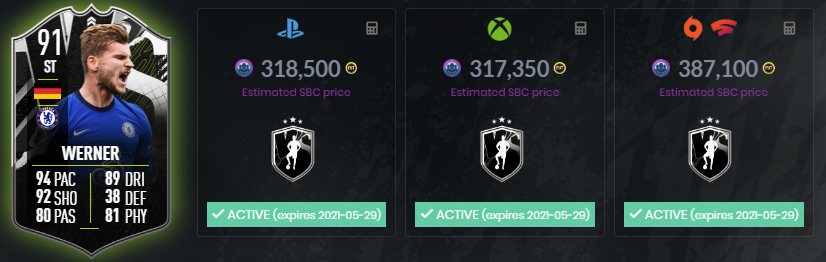 91
ST
WERNER
94 PAC 89 DRI
92 SHO 38 DEF
80 PAS 81 PHY
318,500
Estimated SBC price
ACTIVE (expires 2021-05-29)
317,350
Estimated SBC price
ACTIVE (expires 2021-05-29)
387,100
Estimated SBC price
ACTIVE (expires 2021-05-29)